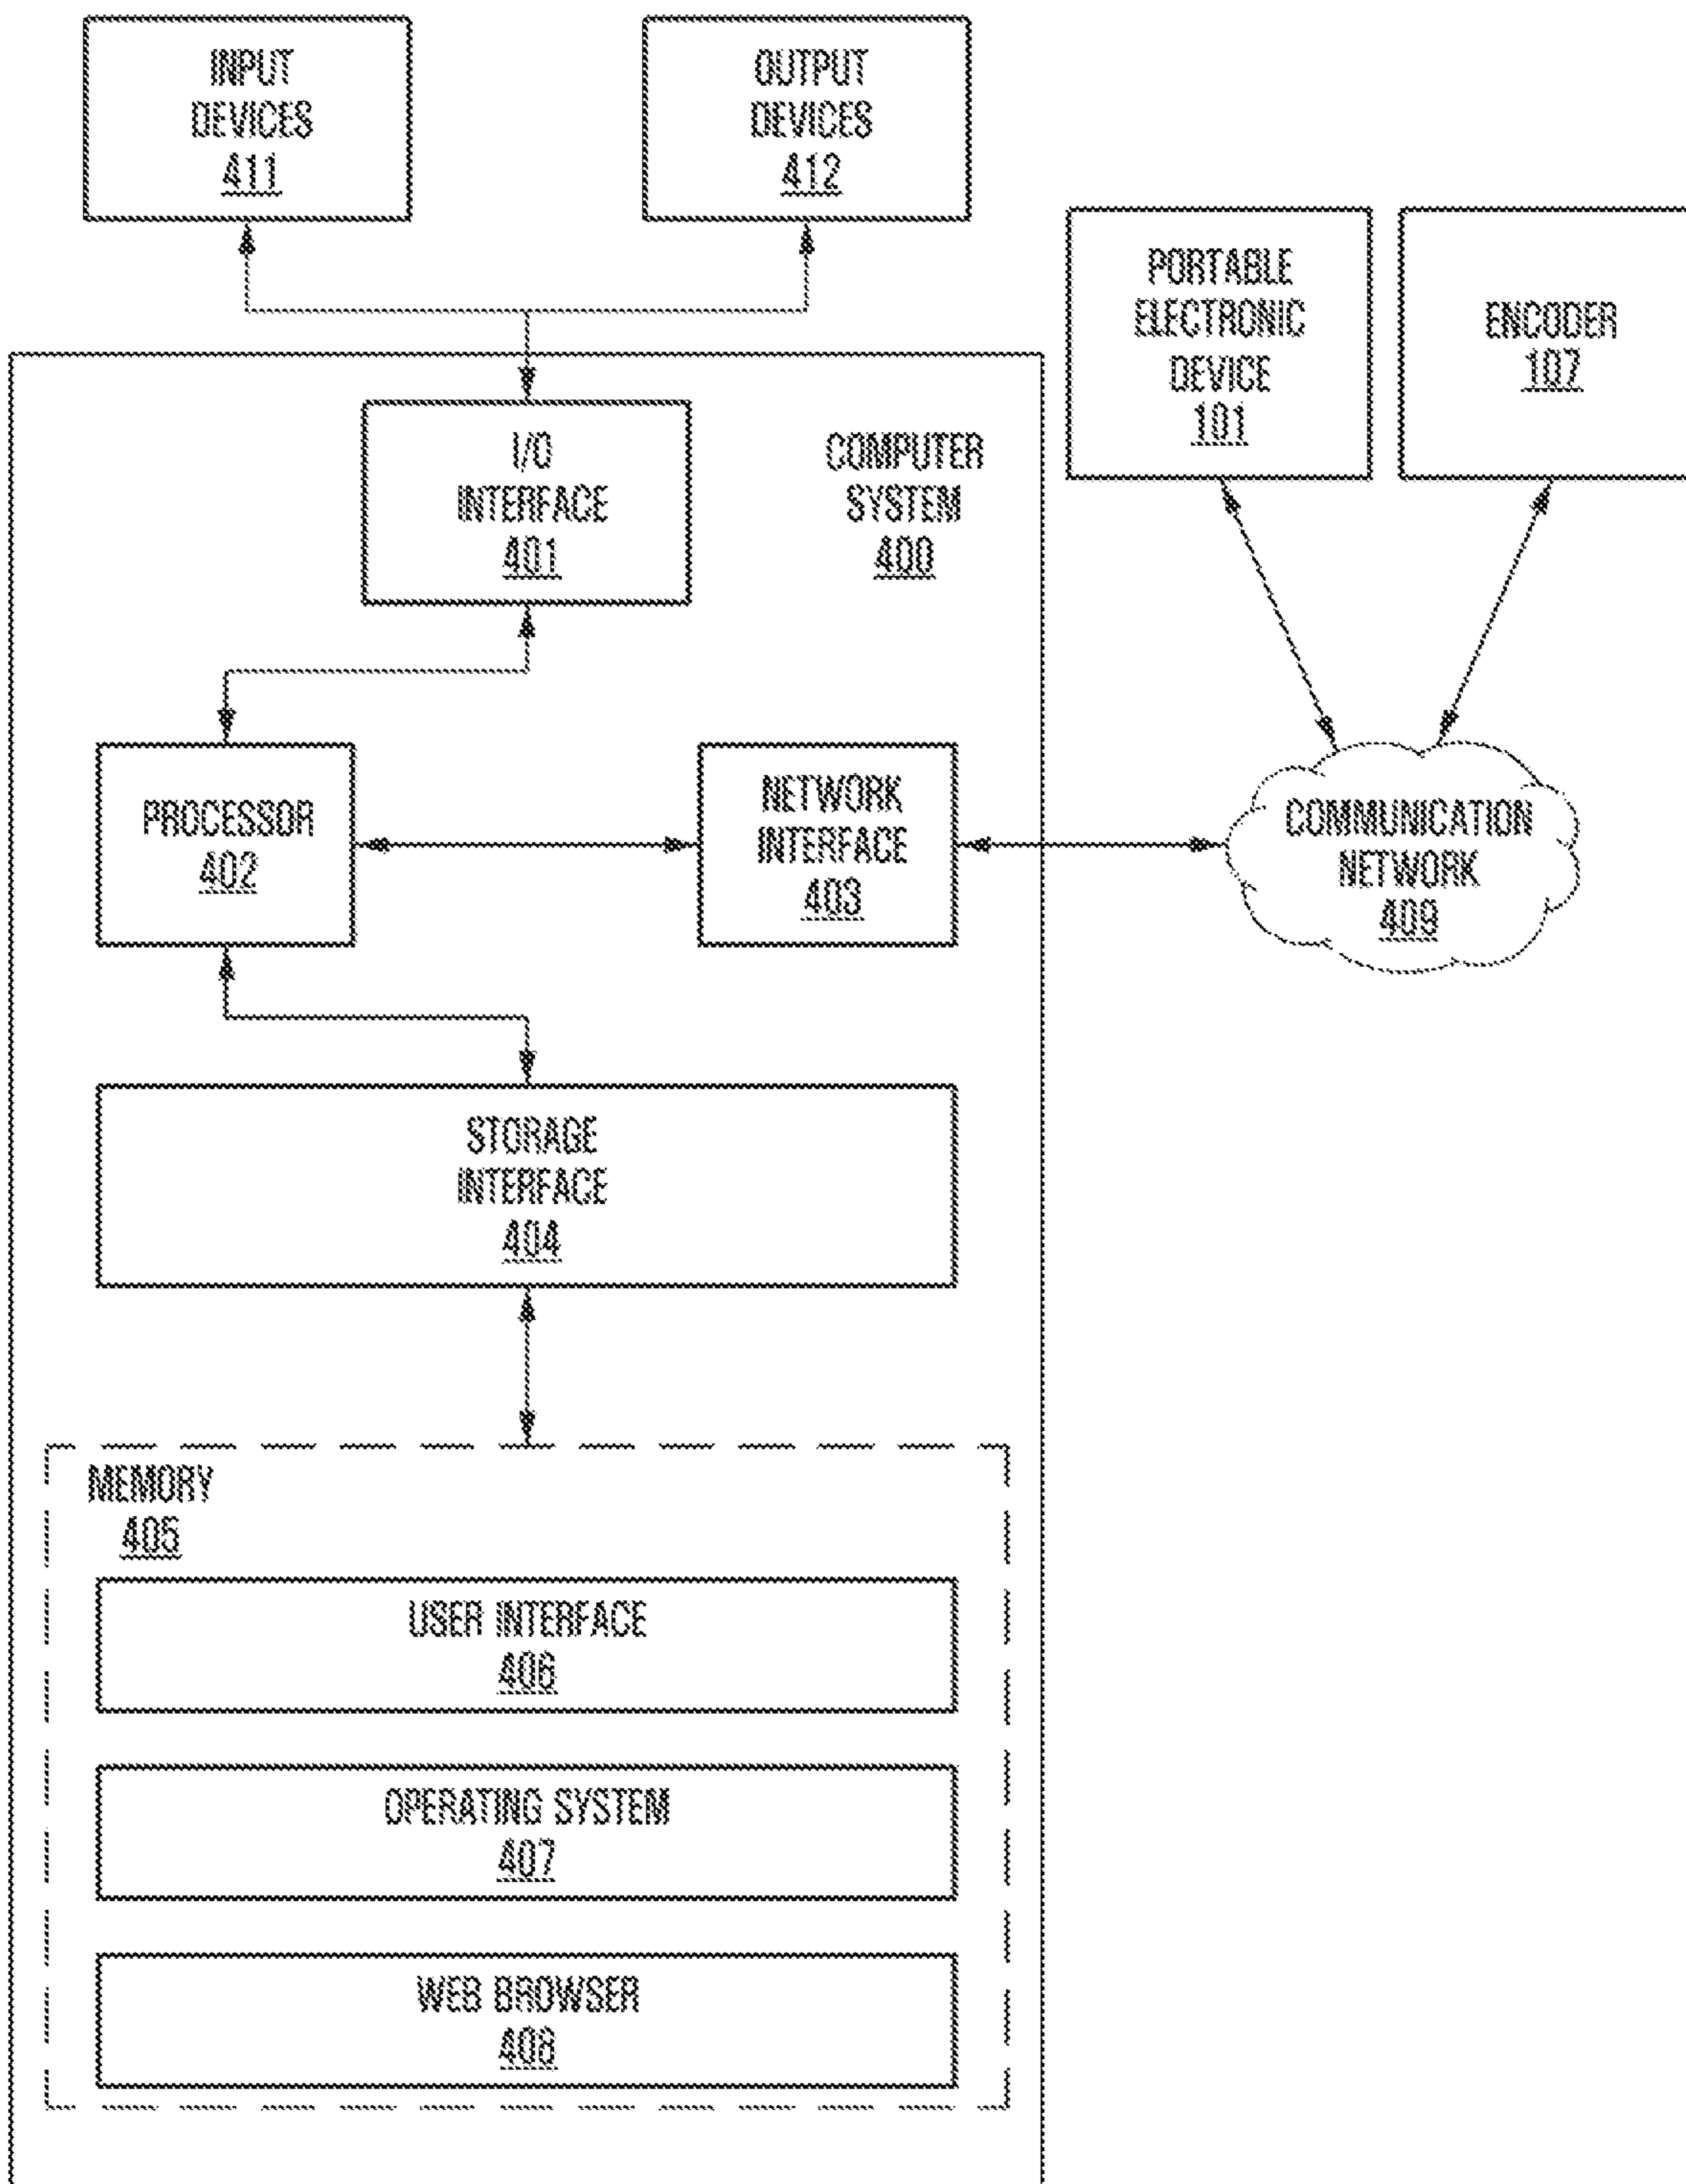 INPUT
DEVICES
411
OUTPUT
DEVICES
412
PORTABLE
ELECTRONIC
DEVICE
101
ENCODER
107
I/O
INTERFACE
401
COMPUTER
SYSTEM
400
PROCESSOR
402
NETWORK
INTERFACE
403
COMMUNICATION
NETWORK
409
STORAGE
INTERFACE
404
MEMORY
405
USER INTERFACE
406
OPERATING SYSTEM
407
WEB BROWSER
408